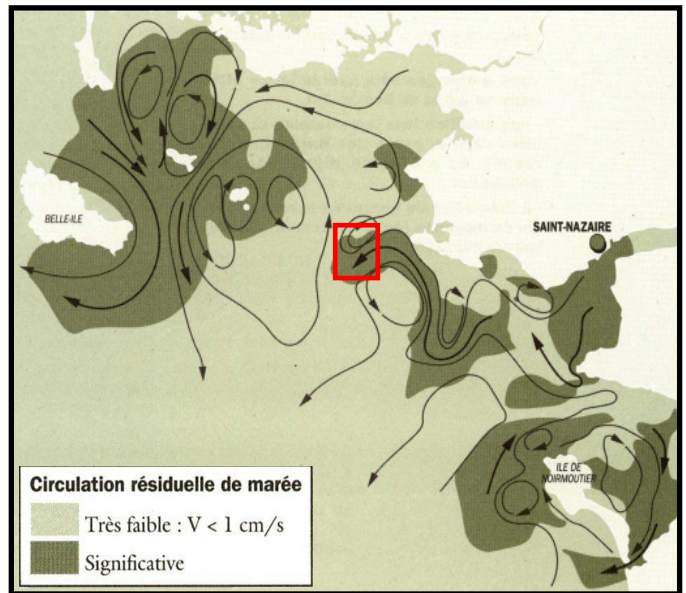 BELLE-ILE
SAINT-NAZAIRE
ILE DE
NOIRMOUTIER
Circulation résiduelle de marée
Très faible : V < 1 cm/s
Significative